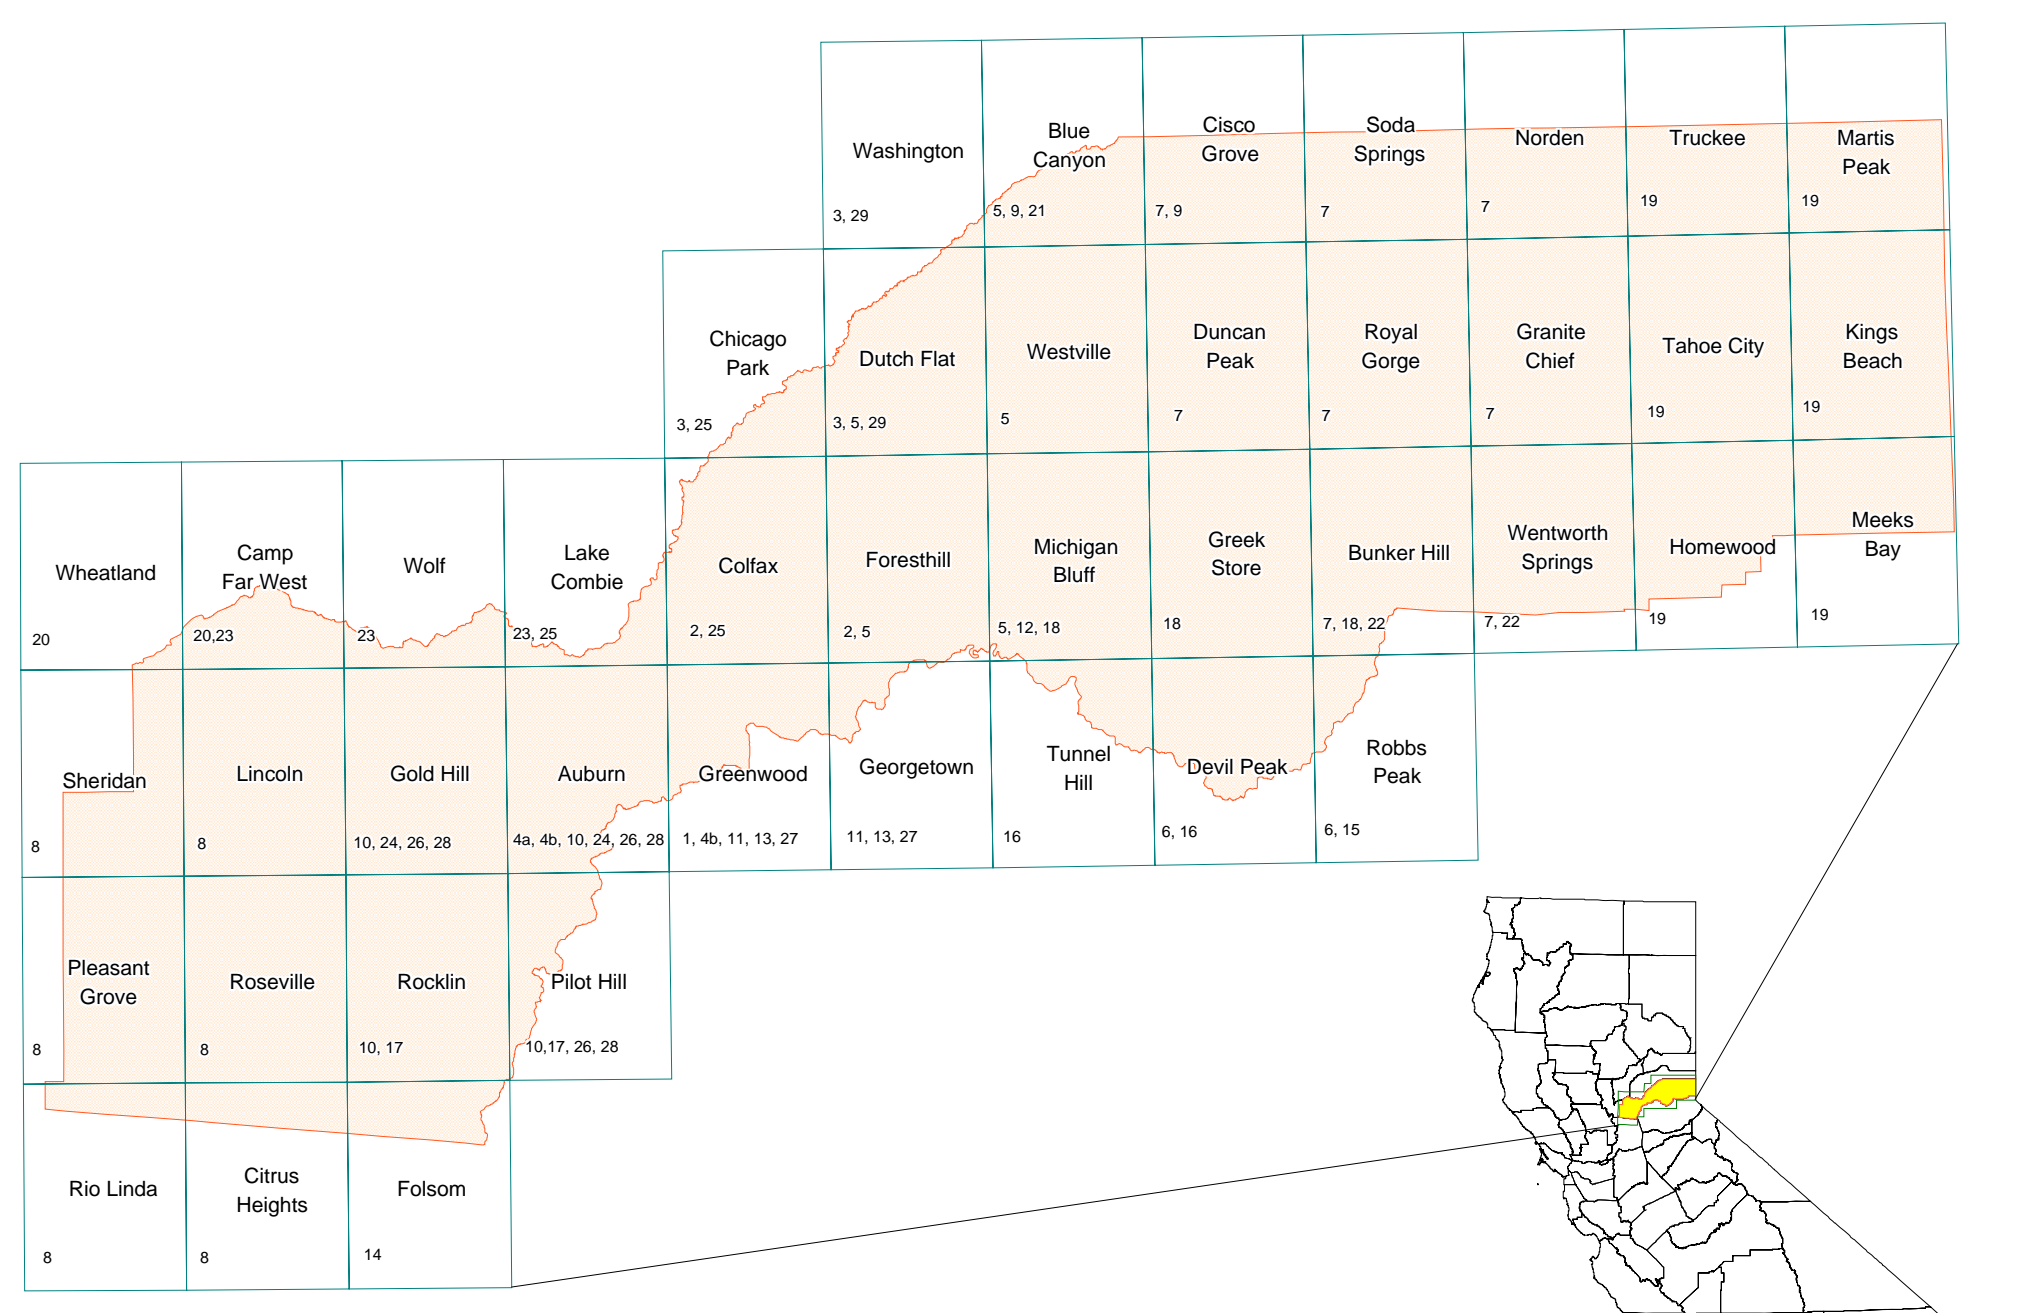 Washington
3, 29
Blue
Canyon
5, 9, 21
Cisco
Grove
7, 9
Soda
Springs
7
Norden
7
Truckee
19
Martis
Peak
19
Chicago
Park
3, 25
Dutch Flat
3, 5, 29
Westville
5
Duncan
Peak
7
Royal
Gorge
7
Granite
Chief
7
Tahoe City
19
Kings
Beach
19
Wheatland
20
Camp
Far West
20,23
Wolf
23
Lake
Combie
23, 25
Colfax
2, 25
Foresthill
2, 5
Michigan
Bluff
5, 12, 18
Greek
Store
18
Bunker Hill
7, 18, 22
Wentworth
Springs
7, 22
Homewood
19
Meeks
Bay
19
Sheridan
8
Lincoln
8
Gold Hill
10, 24, 26, 28
Auburn
4a, 4b, 10, 24, 26, 28
Greenwood
1, 4b, 11, 13, 27
Georgetown
11, 13, 27
Tunnel
Hill
16
Devil Peak
6, 16
Robbs
Peak
6, 15
Pleasant
Grove
8
Roseville
8
Rocklin
10, 17
Pilot Hill
10,17, 26, 28
Rio Linda
8
Citrus
Heights
8
Folsom
14